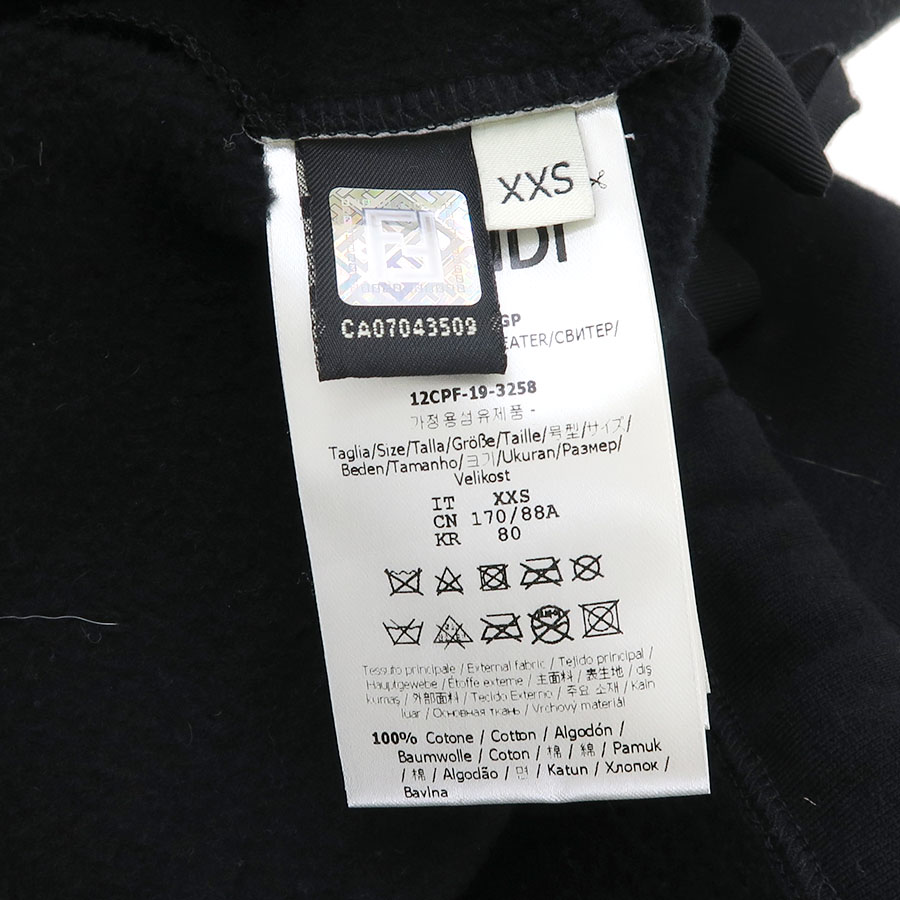 XXS
NDI
CA07043509
GP
EATER/СВИТЕР/
12CPF-19-3258
가정용섬유제품 -
Taglia/Size/Talla/Größe/Taille/号型/サイズ/
Beden/Tamanho/크기/Ukuran/Размер/
Velikost
IT XXS
CN 170/88A
KR 80
Tessuto principale / External fabric / Tejido principal /
Hauptgewebe / Étoffe externe / 主面料 / 表生地 / dış
kumaş / 外部面料 / Tecido Externo / 주요 소재 / Kain
luar / Основная ткань / Vrchový materiál
100% Cotone / Cotton / Algodón /
Baumwolle / Coton / 棉 / 綿 / Pamuk
/ 棉 / Algodão / 면 / Katun / Хлопок /
Bavlna